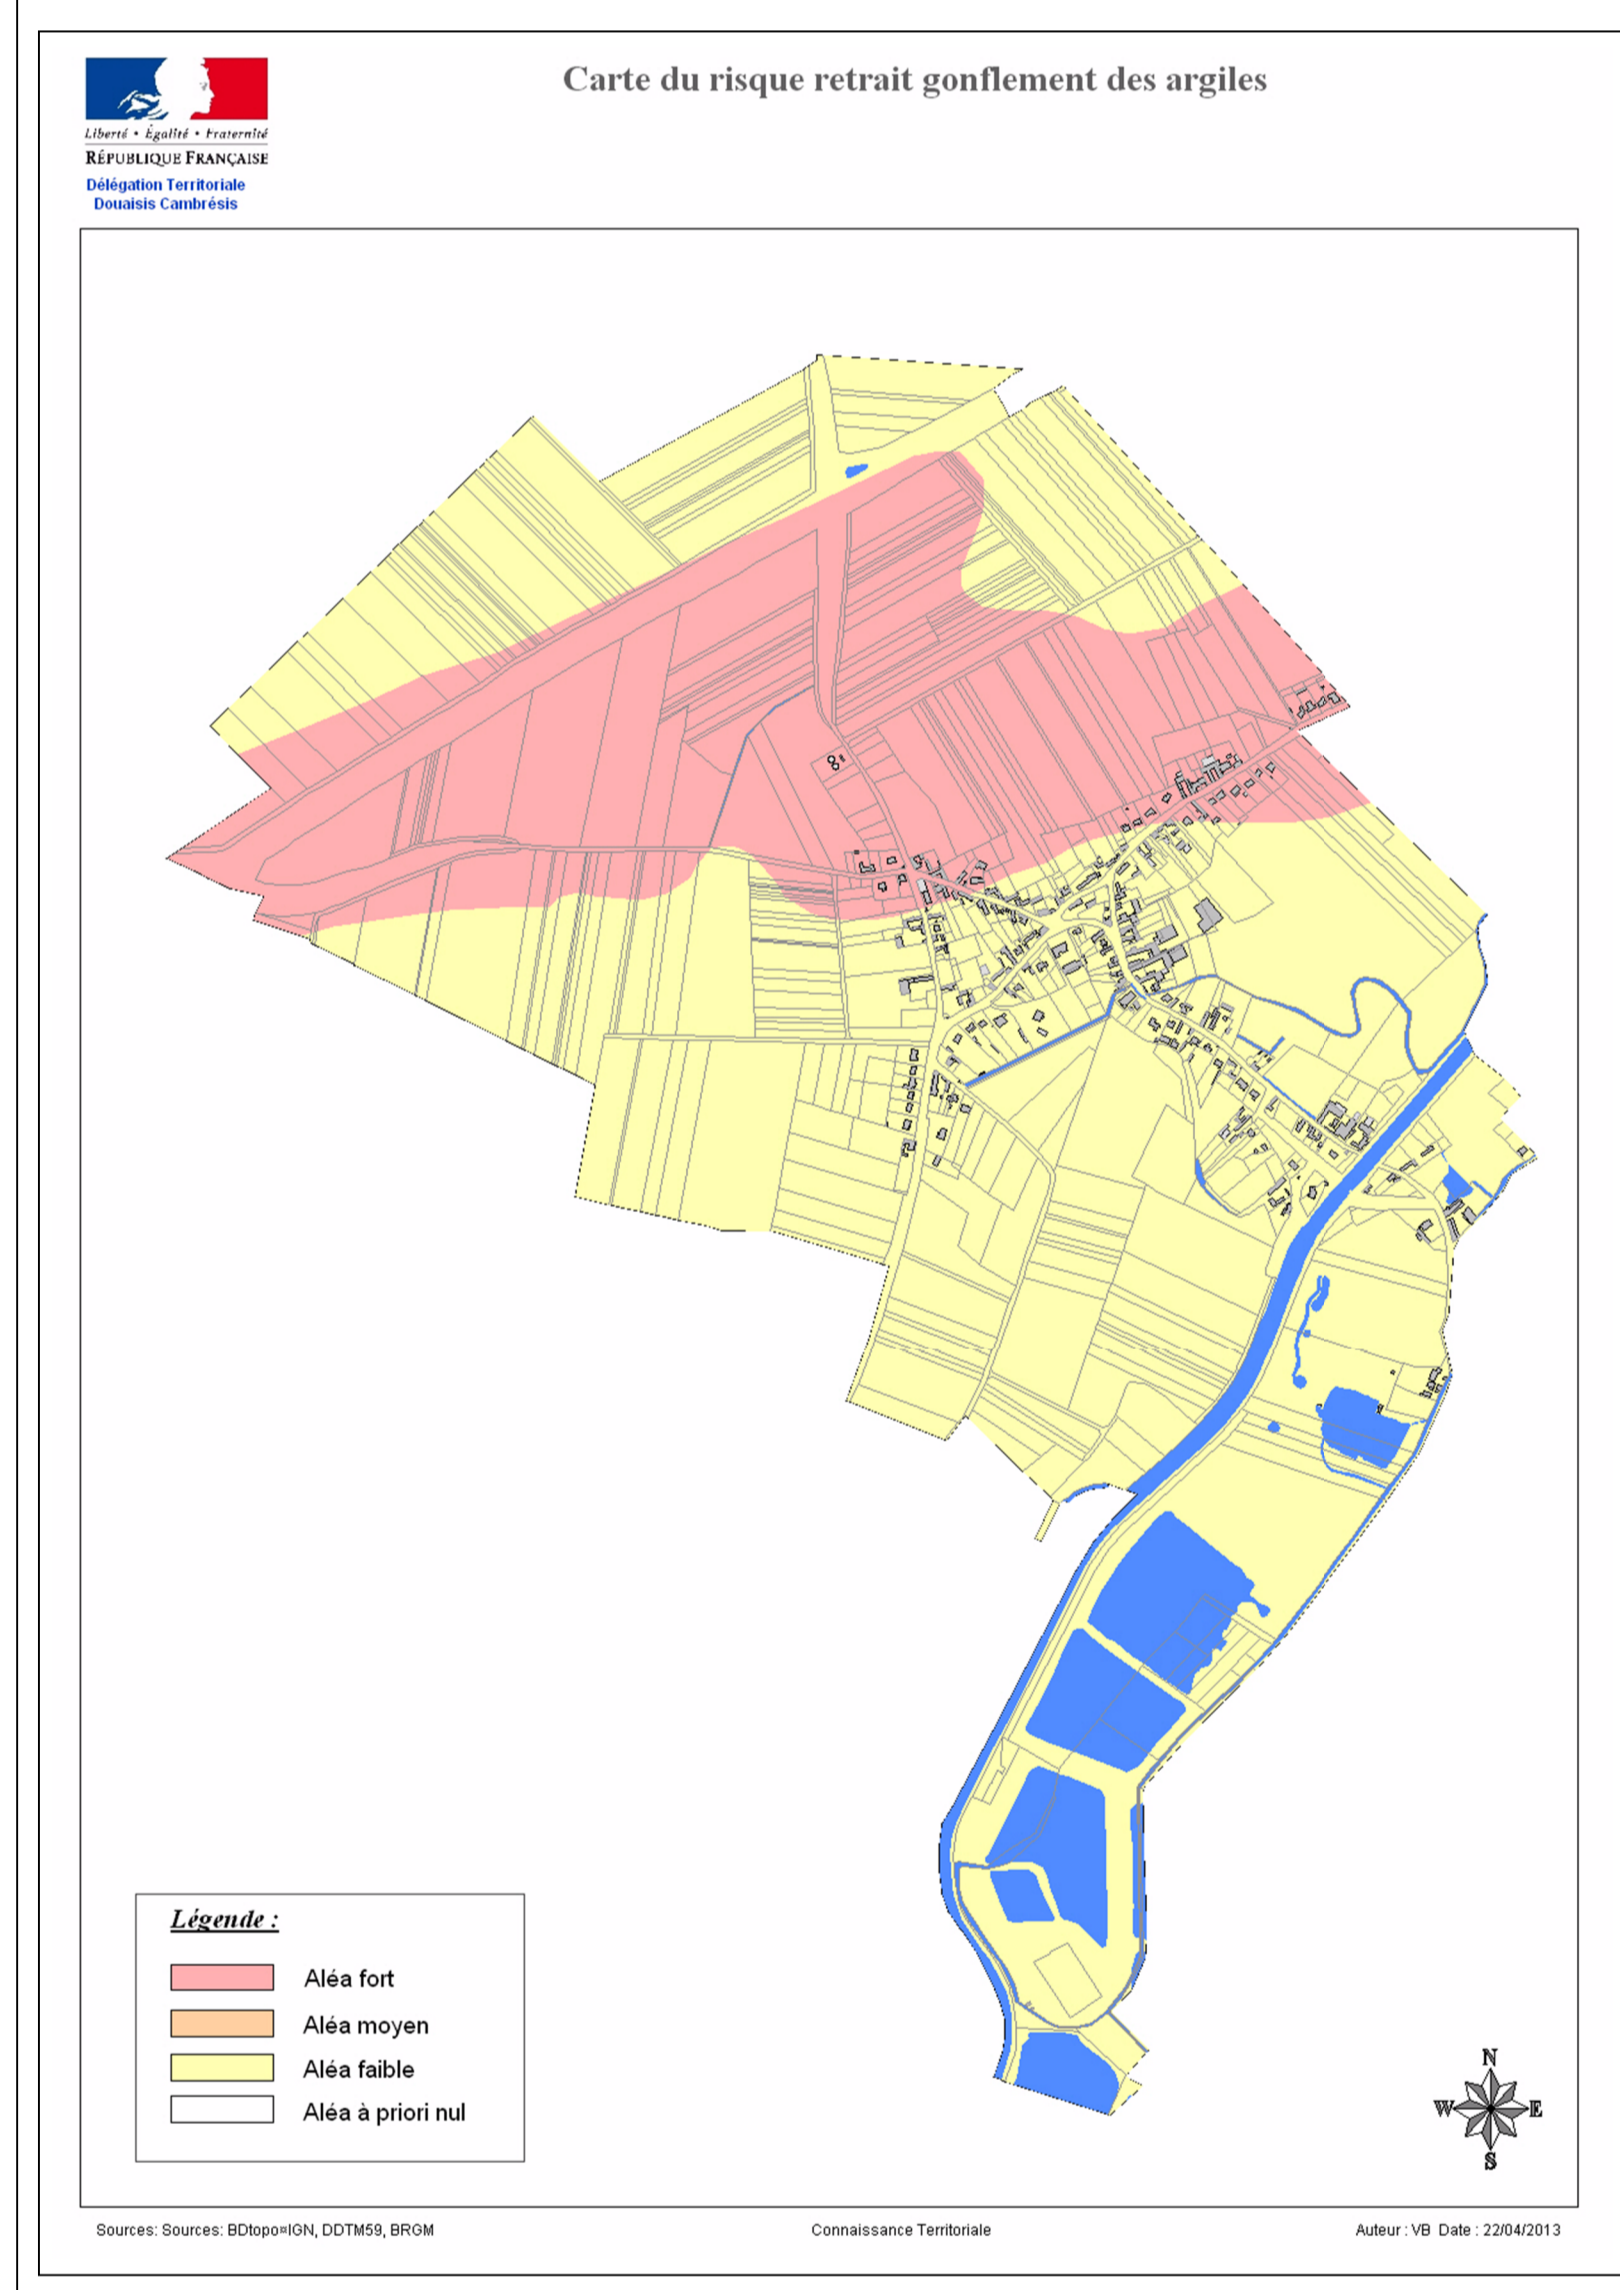 Carte du risque retrait gonflement des argiles
Liberté • Égalité • Fraternité
RÉPUBLIQUE FRANÇAISE
Délégation Territoriale
Douaisis Cambrésis
Légende :
Aléa fort
Aléa moyen
Aléa faible
Aléa à priori nul
N
W E
S
Sources: Sources: BDtopo¤IGN, DDTM59, BRGM
Connaissance Territoriale
Auteur : VB Date : 22/04/2013